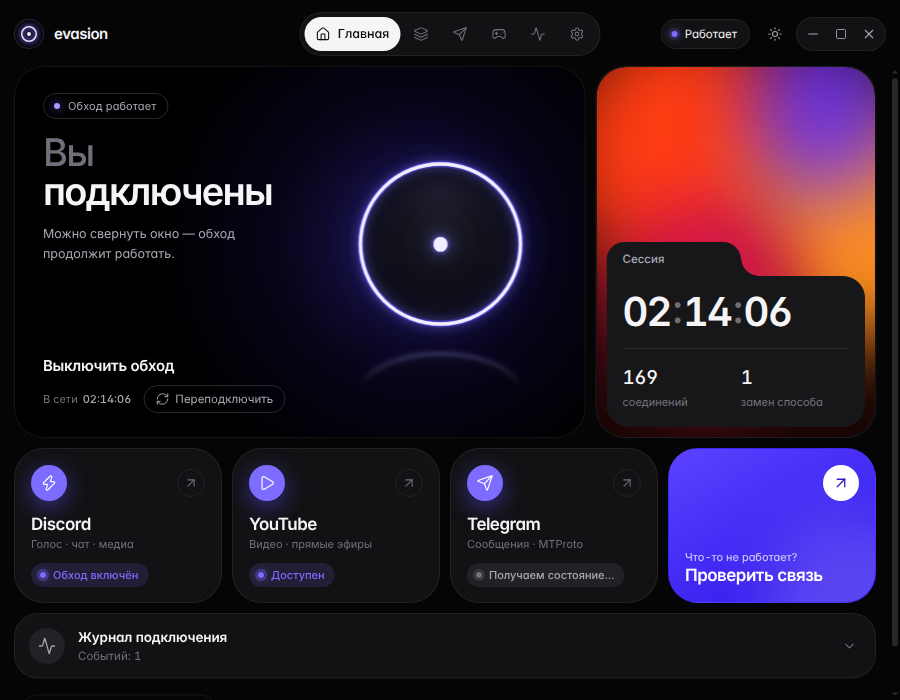 evasion
Главная
Работает
Обход работает
Вы
подключены
Можно свернуть окно — обход
продолжит работать.
Выключить обход
В сети 02:14:06
Переподключить
Сессия
02:14:06
169
соединений
1
замен способа
Discord
Голос · чат · медиа
Обход включён
YouTube
Видео · прямые эфиры
Доступен
Telegram
Сообщения · MTProto
Получаем состояние...
Что-то не работает?
Проверить связь
Журнал подключения
Событий: 1